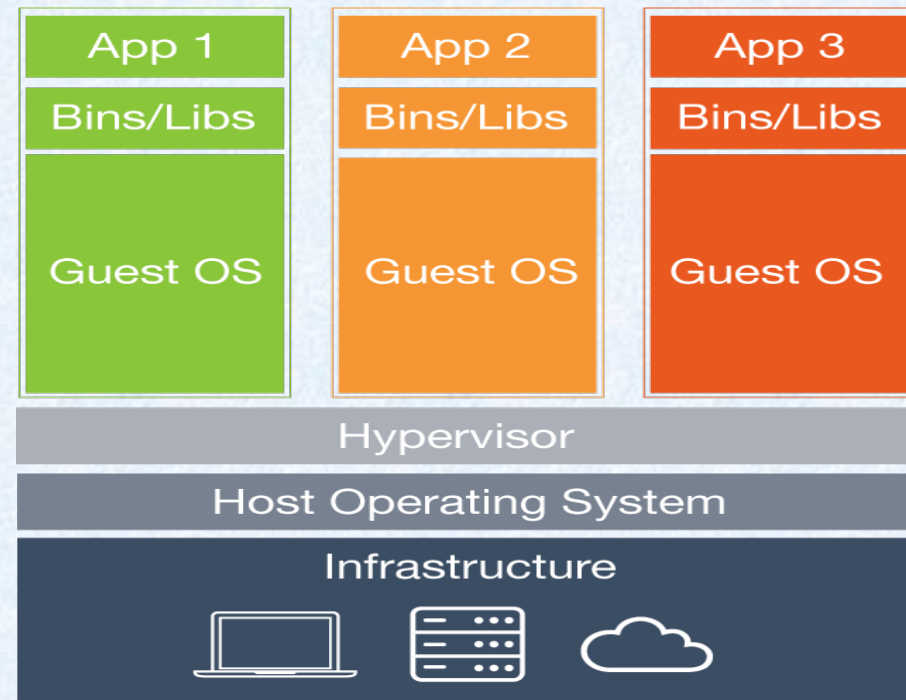 App 1
App 2
App 3
Bins/Libs
Bins/Libs
Bins/Libs
Guest OS
Guest OS
Guest OS
Hypervisor
Host Operating System
Infrastructure